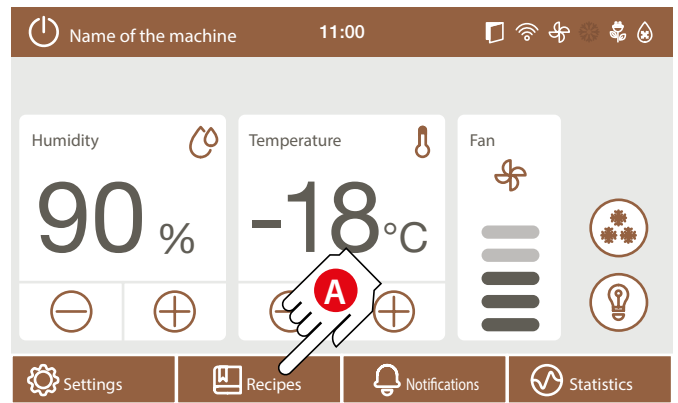 Name of the machine
11:00
Humidity
90 %
Temperature
-18°C
Fan
A
Settings
Recipes
Notifications
Statistics